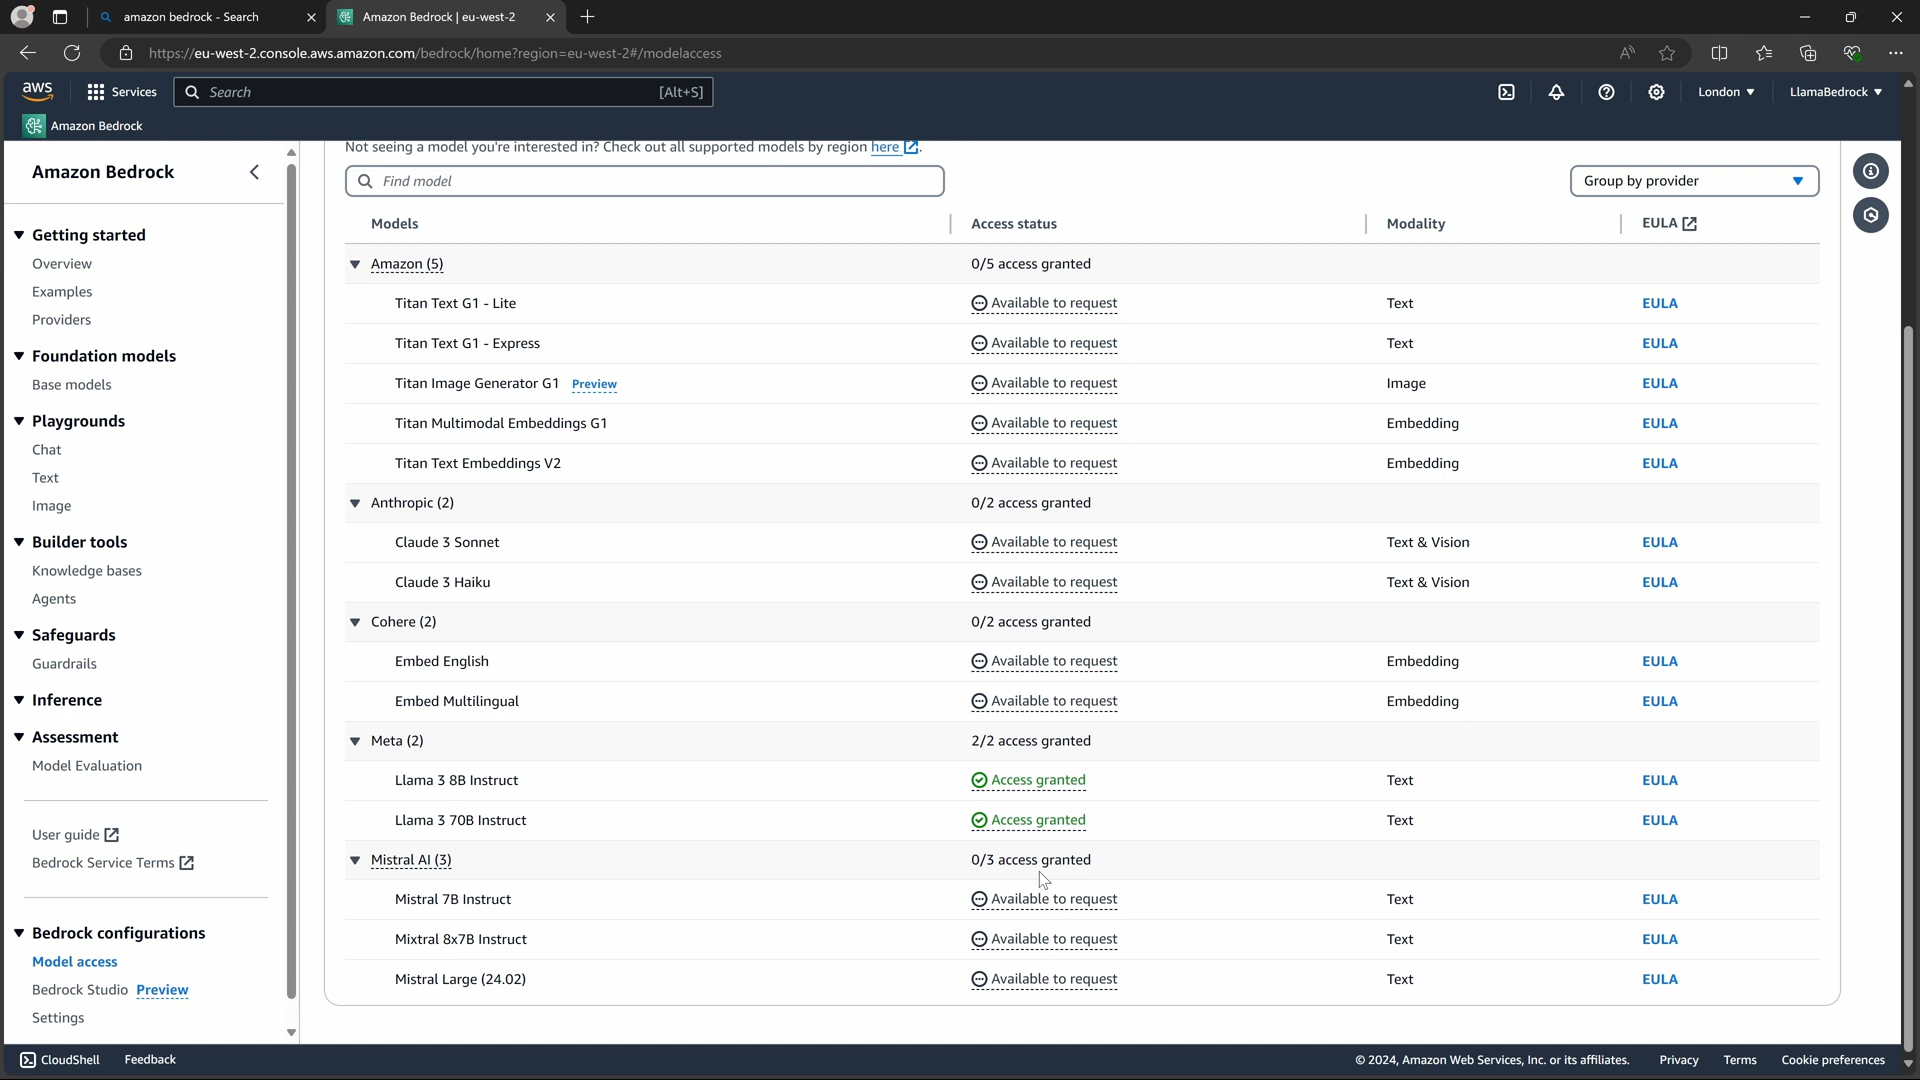 amazon bedrock - Search
Amazon Bedrock | eu-west-2
https://eu-west-2.console.aws.amazon.com/bedrock/home?region=eu-west-2#/modelaccess
aws
Services
Search
[Alt+S]
London
LlamaBedrock
Amazon Bedrock
Amazon Bedrock
Getting started
Overview
Examples
Providers
Foundation models
Base models
Playgrounds
Chat
Text
Image
Builder tools
Knowledge bases
Agents
Safeguards
Guardrails
Inference
Assessment
Model Evaluation
User guide
Bedrock Service Terms
Bedrock configurations
Model access
Bedrock Studio Preview
Settings
Not seeing a model you're interested in? Check out all supported models by region here.
Find model
Group by provider
Models Access status Modality EULA
Amazon (5) 0/5 access granted
Titan Text G1 - Lite Available to request Text EULA
Titan Text G1 - Express Available to request Text EULA
Titan Image Generator G1 Preview Available to request Image EULA
Titan Multimodal Embeddings G1 Available to request Embedding EULA
Titan Text Embeddings V2 Available to request Embedding EULA
Anthropic (2) 0/2 access granted
Claude 3 Sonnet Available to request Text & Vision EULA
Claude 3 Haiku Available to request Text & Vision EULA
Cohere (2) 0/2 access granted
Embed English Available to request Embedding EULA
Embed Multilingual Available to request Embedding EULA
Meta (2) 2/2 access granted
Llama 3 8B Instruct Access granted Text EULA
Llama 3 70B Instruct Access granted Text EULA
Mistral AI (3) 0/3 access granted
Mistral 7B Instruct Available to request Text EULA
Mixtral 8x7B Instruct Available to request Text EULA
Mistral Large (24.02) Available to request Text EULA
CloudShell Feedback © 2024, Amazon Web Services, Inc. or its affiliates. Privacy Terms Cookie preferences